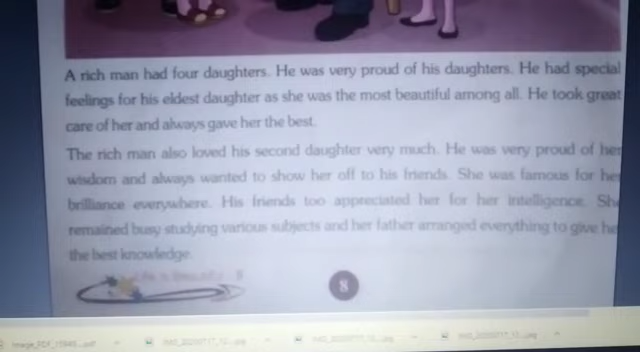 A rich man had four daughters. He was very proud of his daughters. He had special
feelings for his eldest daughter as she was the most beautiful among all. He took great
care of her and always gave her the best.
The rich man also loved his second daughter very much. He was very proud of her
wisdom and always wanted to show her off to his friends. She was famous for her
brilliance everywhere. His friends too appreciated her for her intelligence. She
remained busy studying various subjects and her father arranged everything to give he
the best knowledge.
8